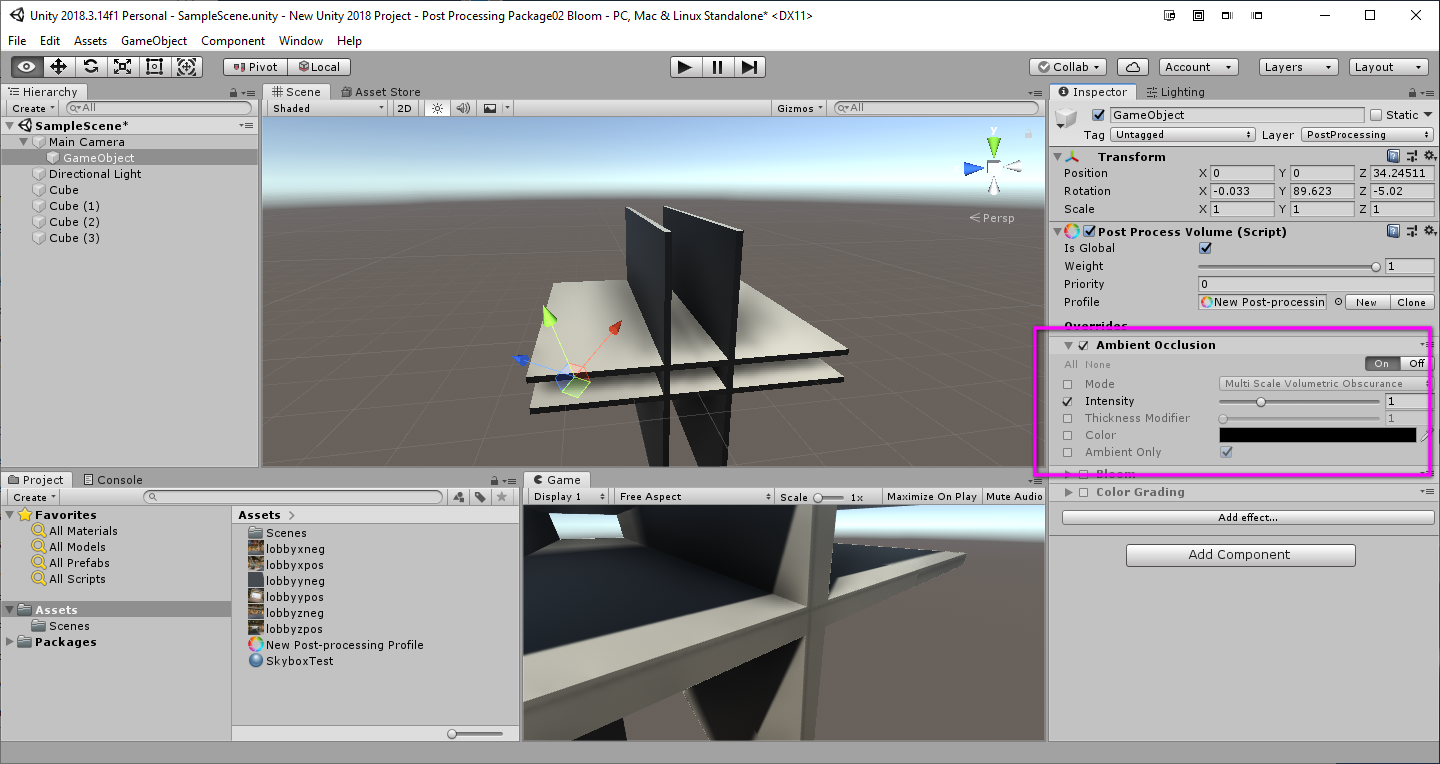 Unity 2018.3.14f1 Personal - SampleScene.unity - New Unity 2018 Project - Post Processing Package02 Bloom - PC, Mac & Linux Standalone* <DX11>
File Edit Assets GameObject Component Window Help
Pivot Local Collab Account Layers Layout
Hierarchy
Create All
SampleScene*
Main Camera
GameObject
Directional Light
Cube
Cube (1)
Cube (2)
Cube (3)
Scene Asset Store
Shaded 2D Gizmos All
y
Persp
Inspector Lighting
GameObject Static
Tag Untagged Layer PostProcessing
Transform
Position X 0 Y 0 Z 34.24511
Rotation X -0.033 Y 89.623 Z -5.02
Scale X 1 Y 1 Z 1
Post Process Volume (Script)
Is Global
Weight 1
Priority 0
Profile New Post-processin New Clone
Overrides
Ambient Occlusion
All None On Off
Mode Multi Scale Volumetric Obscurance
Intensity 1
Thickness Modifier 1
Color
Ambient Only
Bloom
Color Grading
Add effect...
Add Component
Project Console
Create
Favorites
All Materials
All Models
All Prefabs
All Scripts
Assets
Scenes
Packages
Assets
Scenes
lobbyxneg
lobbyxpos
lobbyyneg
lobbyypos
lobbyzneg
lobbyzpos
New Post-processing Profile
SkyboxTest
Game
Display 1 Free Aspect Scale 1x Maximize On Play Mute Audio